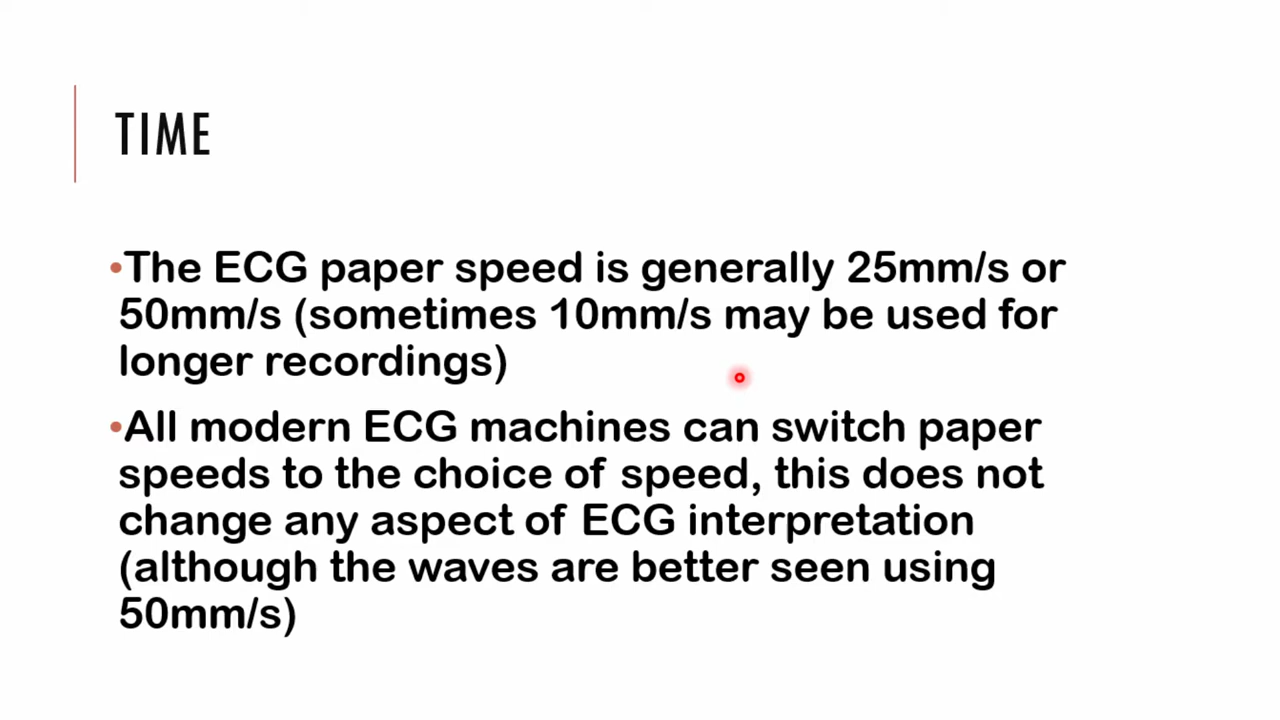 TIME
•The ECG paper speed is generally 25mm/s or
50mm/s (sometimes 10mm/s may be used for
longer recordings)
•All modern ECG machines can switch paper
speeds to the choice of speed, this does not
change any aspect of ECG interpretation
(although the waves are better seen using
50mm/s)